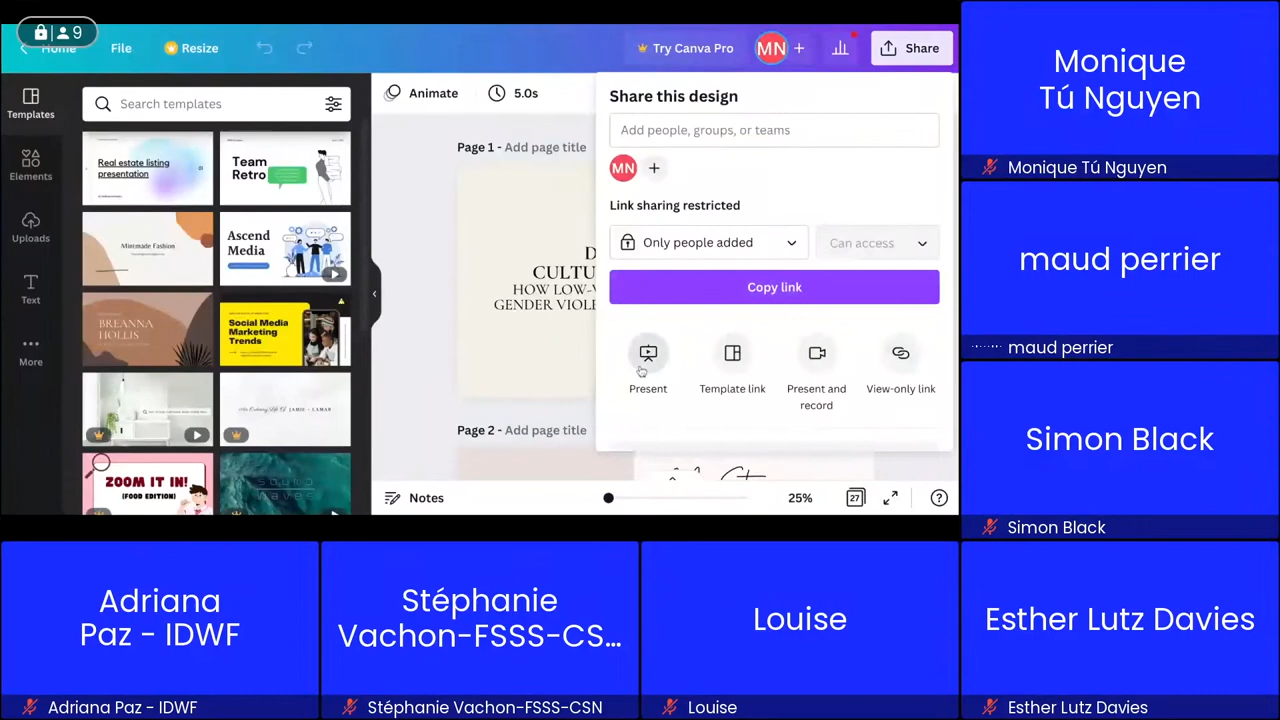 9
Home
File
Resize
Try Canva Pro
MN
Share
Templates
Elements
Uploads
Text
More
Search templates
Real estate listing
presentation
Team
Retro
Mintmade Fashion
Ascend
Media
BREANNA
HOLLIS
Social Media
Marketing
Trends
ZOOM IT IN!
(FOOD EDITION)
SOUND
WAVES
Animate
5.0s
Page 1 - Add page title
CULTU
HOW LOW-
GENDER VIOLE
Page 2 - Add page title
Share this design
Add people, groups, or teams
MN
Link sharing restricted
Only people added
Can access
Copy link
Present
Template link
Present and
record
View-only link
Notes
25%
27
Monique
Tú Nguyen
Monique Tú Nguyen
maud perrier
maud perrier
Simon Black
Simon Black
Adriana
Paz - IDWF
Adriana Paz - IDWF
Stéphanie
Vachon-FSSS-CS...
Stéphanie Vachon-FSSS-CSN
Louise
Louise
Esther Lutz Davies
Esther Lutz Davies